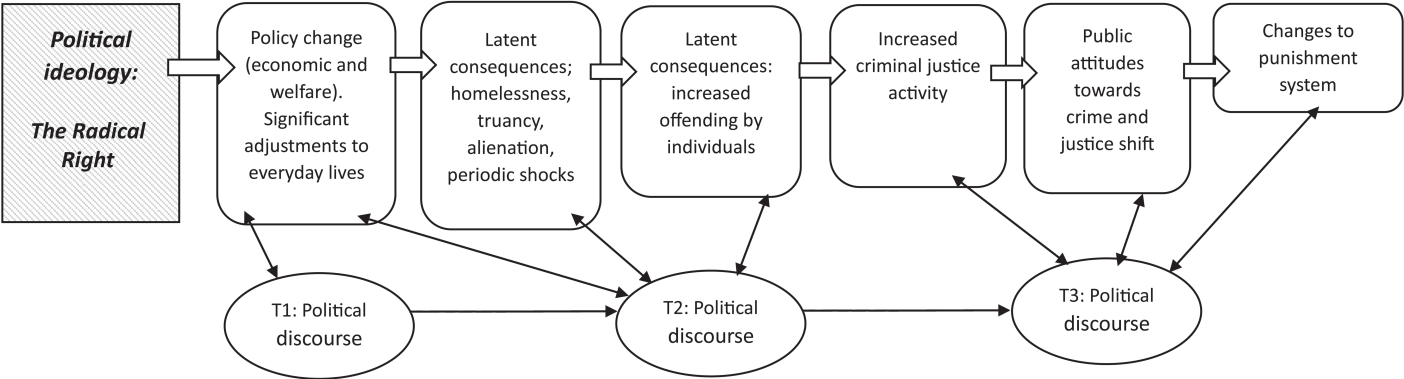 Political
ideology:
The Radical
Right
Policy change
(economic and
welfare).
Significant
adjustments to
everyday lives
Latent
consequences;
homelessness,
truancy,
alienation,
periodic shocks
Latent
consequences:
increased
offending by
individuals
Increased
criminal justice
activity
Public
attitudes
towards
crime and
justice shift
Changes to
punishment
system
T1: Political
discourse
T2: Political
discourse
T3: Political
discourse